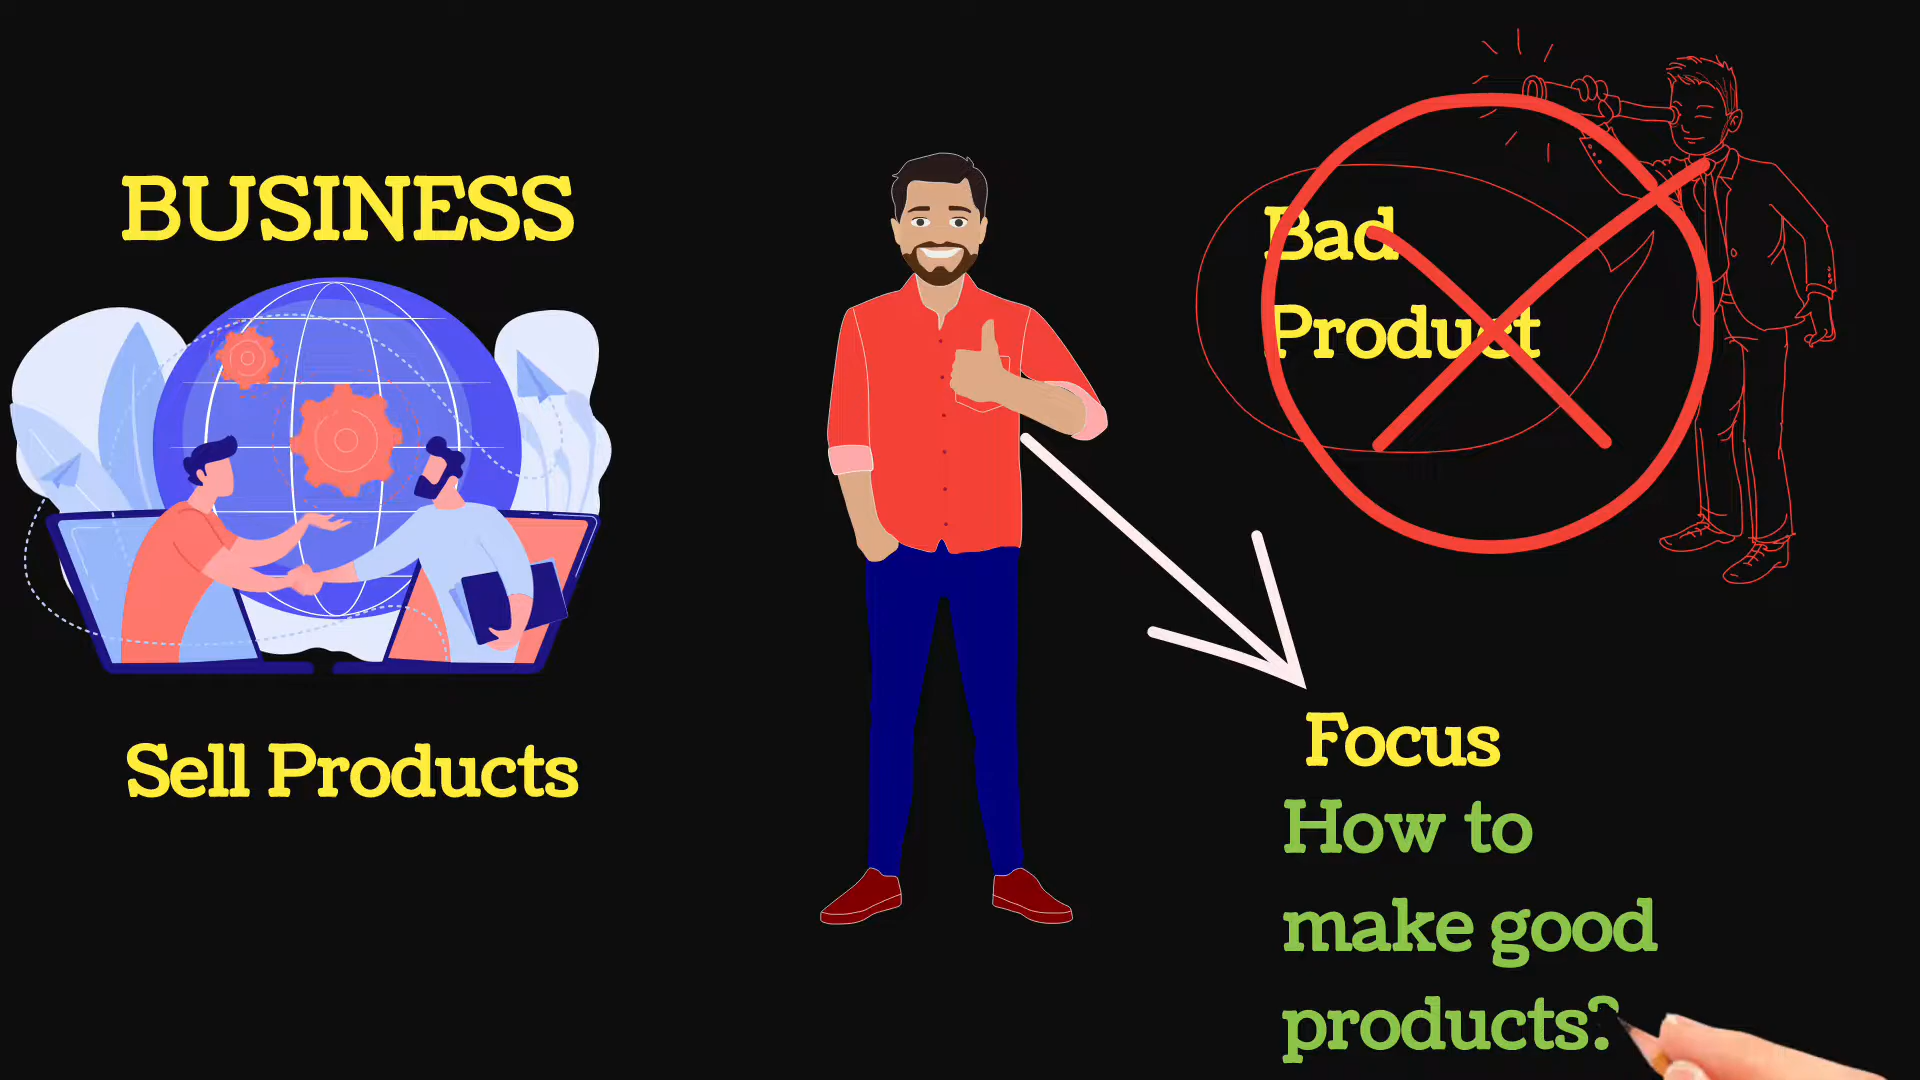 BUSINESS
Sell Products
Bad
Product
Focus
How to
make good
products?